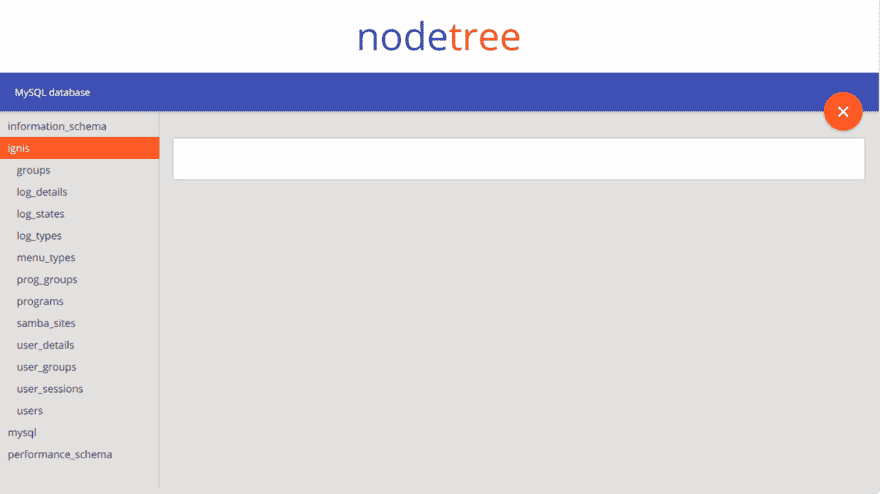 nodetree
MySQL database
information_schema
ignis
groups
log_details
log_states
log_types
menu_types
prog_groups
programs
samba_sites
user_details
user_groups
user_sessions
users
mysql
performance_schema